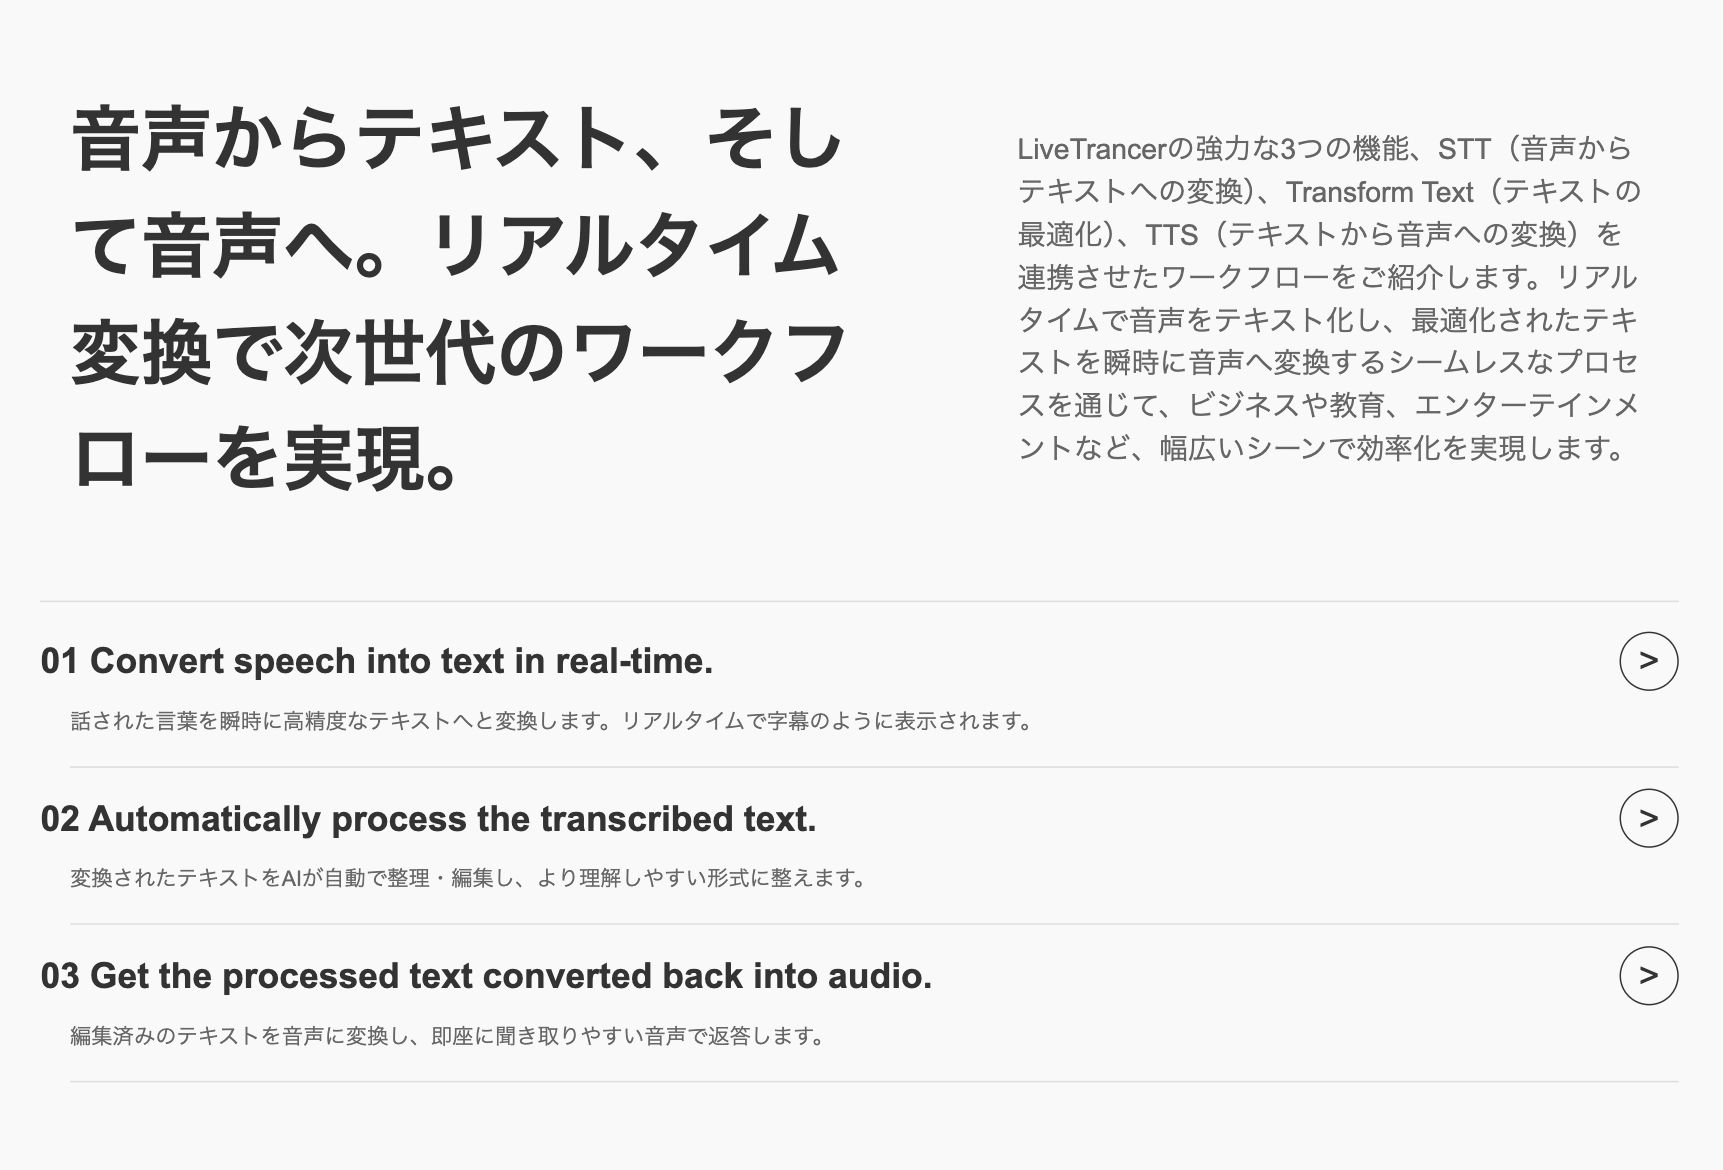 音声からテキスト、そし
て音声へ。リアルタイム
変換で次世代のワークフ
ローを実現。
LiveTrancerの強力な3つの機能、STT（音声から
テキストへの変換）、Transform Text（テキストの
最適化）、TTS（テキストから音声への変換）を
連携させたワークフローをご紹介します。リアル
タイムで音声をテキスト化し、最適化されたテキ
ストを瞬時に音声へ変換するシームレスなプロセ
スを通じて、ビジネスや教育、エンターテインメ
ントなど、幅広いシーンで効率化を実現します。
01 Convert speech into text in real-time.
>
話された言葉を瞬時に高精度なテキストへと変換します。リアルタイムで字幕のように表示されます。
02 Automatically process the transcribed text.
>
変換されたテキストをAIが自動で整理・編集し、より理解しやすい形式に整えます。
03 Get the processed text converted back into audio.
>
編集済みのテキストを音声に変換し、即座に聞き取りやすい音声で返答します。